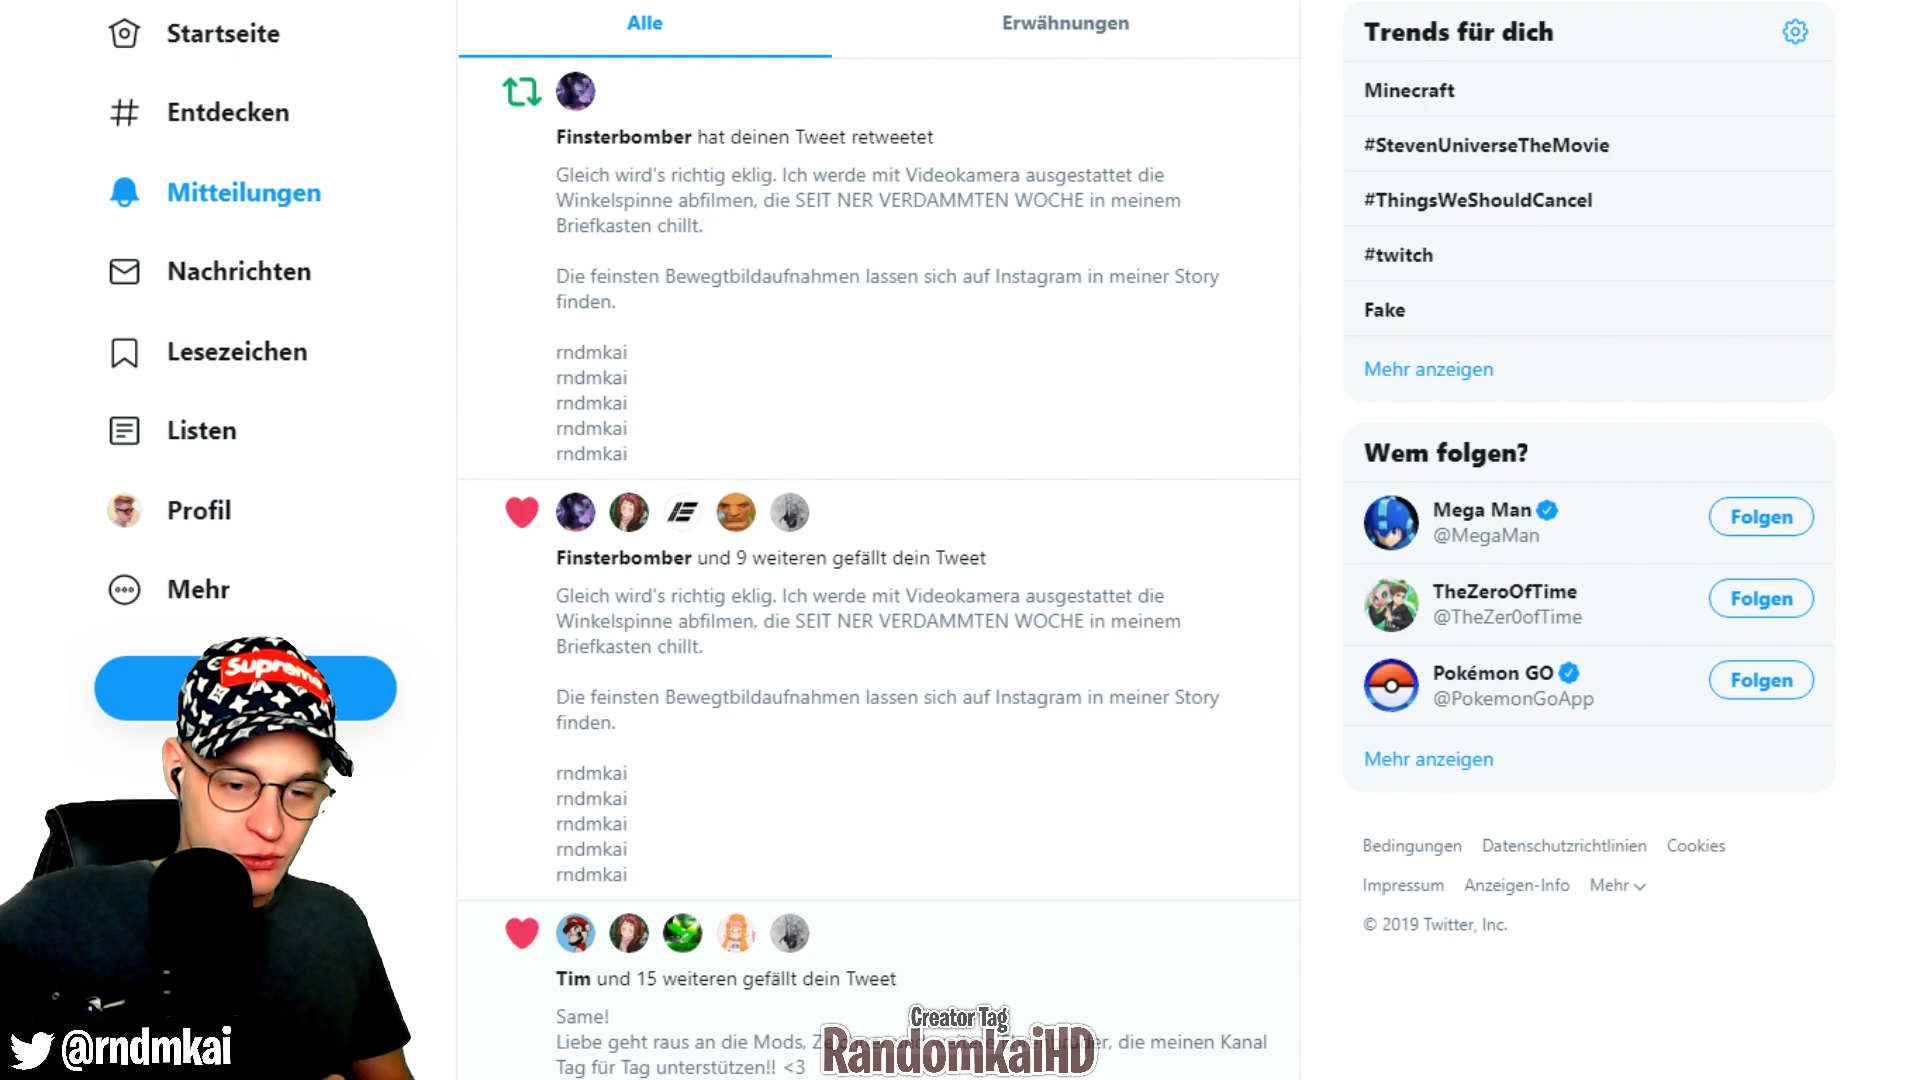 Startseite
Entdecken
Mitteilungen
Nachrichten
Lesezeichen
Listen
Profil
Mehr
Supreme
@rndmkai
Alle
Erwähnungen
Finsterbomber hat deinen Tweet retweetet
Gleich wird's richtig eklig. Ich werde mit Videokamera ausgestattet die
Winkelspinne abfilmen, die SEIT NER VERDAMMTEN WOCHE in meinem
Briefkasten chillt.
Die feinsten Bewegtbildaufnahmen lassen sich auf Instagram in meiner Story
finden.
rndmkai
rndmkai
rndmkai
rndmkai
rndmkai
Finsterbomber und 9 weiteren gefällt dein Tweet
Gleich wird's richtig eklig. Ich werde mit Videokamera ausgestattet die
Winkelspinne abfilmen, die SEIT NER VERDAMMTEN WOCHE in meinem
Briefkasten chillt.
Die feinsten Bewegtbildaufnahmen lassen sich auf Instagram in meiner Story
finden.
rndmkai
rndmkai
rndmkai
rndmkai
rndmkai
Tim und 15 weiteren gefällt dein Tweet
Same!
Liebe geht raus an die Mods, die meinen Kanal
Tag für Tag unterstützen!! <3
Creator Tag
RandomkaiHD
Trends für dich
Minecraft
#StevenUniverseTheMovie
#ThingsWeShouldCancel
#twitch
Fake
Mehr anzeigen
Wem folgen?
Mega Man
@MegaMan
Folgen
TheZeroOfTime
@TheZer0ofTime
Folgen
Pokémon GO
@PokemonGoApp
Folgen
Mehr anzeigen
Bedingungen Datenschutzrichtlinien Cookies
Impressum Anzeigen-Info Mehr
© 2019 Twitter, Inc.